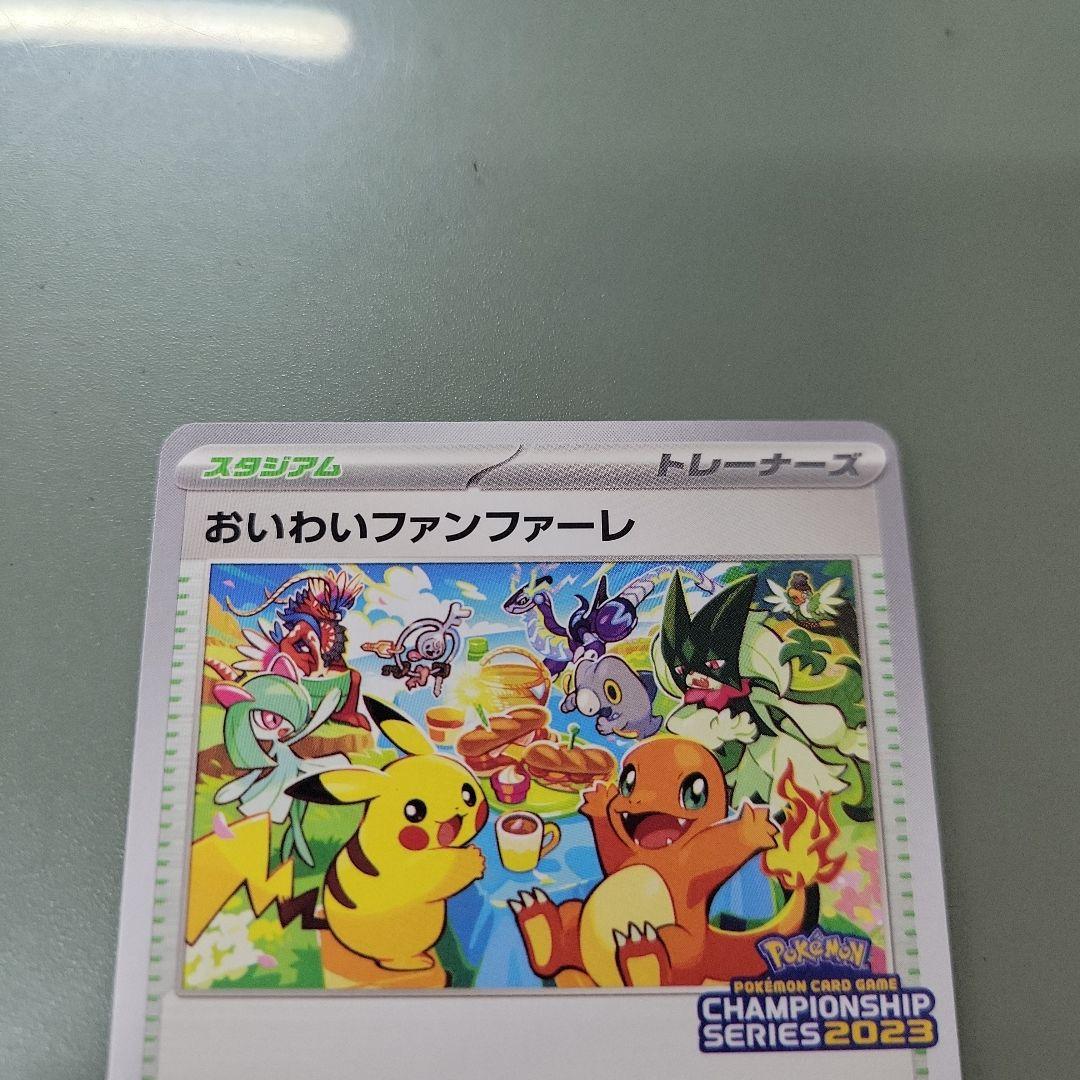 スタジアム トレーナーズ
おいわいファンファーレ
POKÉMON
POKÉMON CARD GAME
CHAMPIONSHIP
SERIES 2023